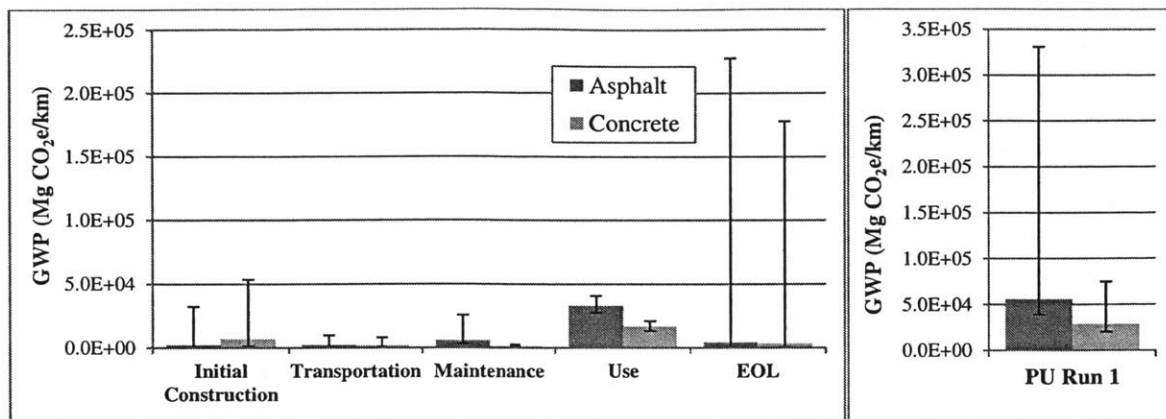 GWP (Mg CO₂e/km)
2.5E+05
2.0E+05
1.5E+05
1.0E+05
5.0E+04
0.0E+00
Asphalt
Concrete
Initial
Construction
Transportation
Maintenance
Use
EOL
GWP (Mg CO₂e/km)
3.5E+05
3.0E+05
2.5E+05
2.0E+05
1.5E+05
1.0E+05
5.0E+04
0.0E+00
PU Run 1